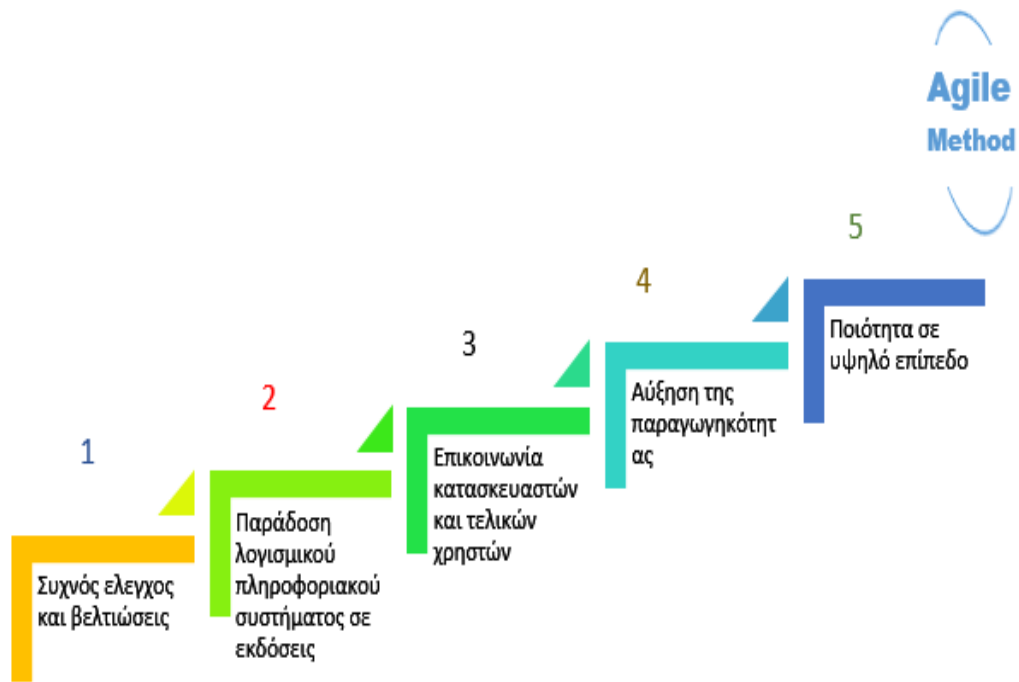 Agile
Method
1
Συχνός ελεγχος
και βελτιώσεις
2
Παράδοση
λογισμικού
πληροφοριακού
συστήματος σε
εκδόσεις
3
Επικοινωνία
κατασκευαστών
και τελικών
χρηστών
4
Αύξηση της
παραγωγηκότητ
ας
5
Ποιότητα σε
υψηλό επίπεδο